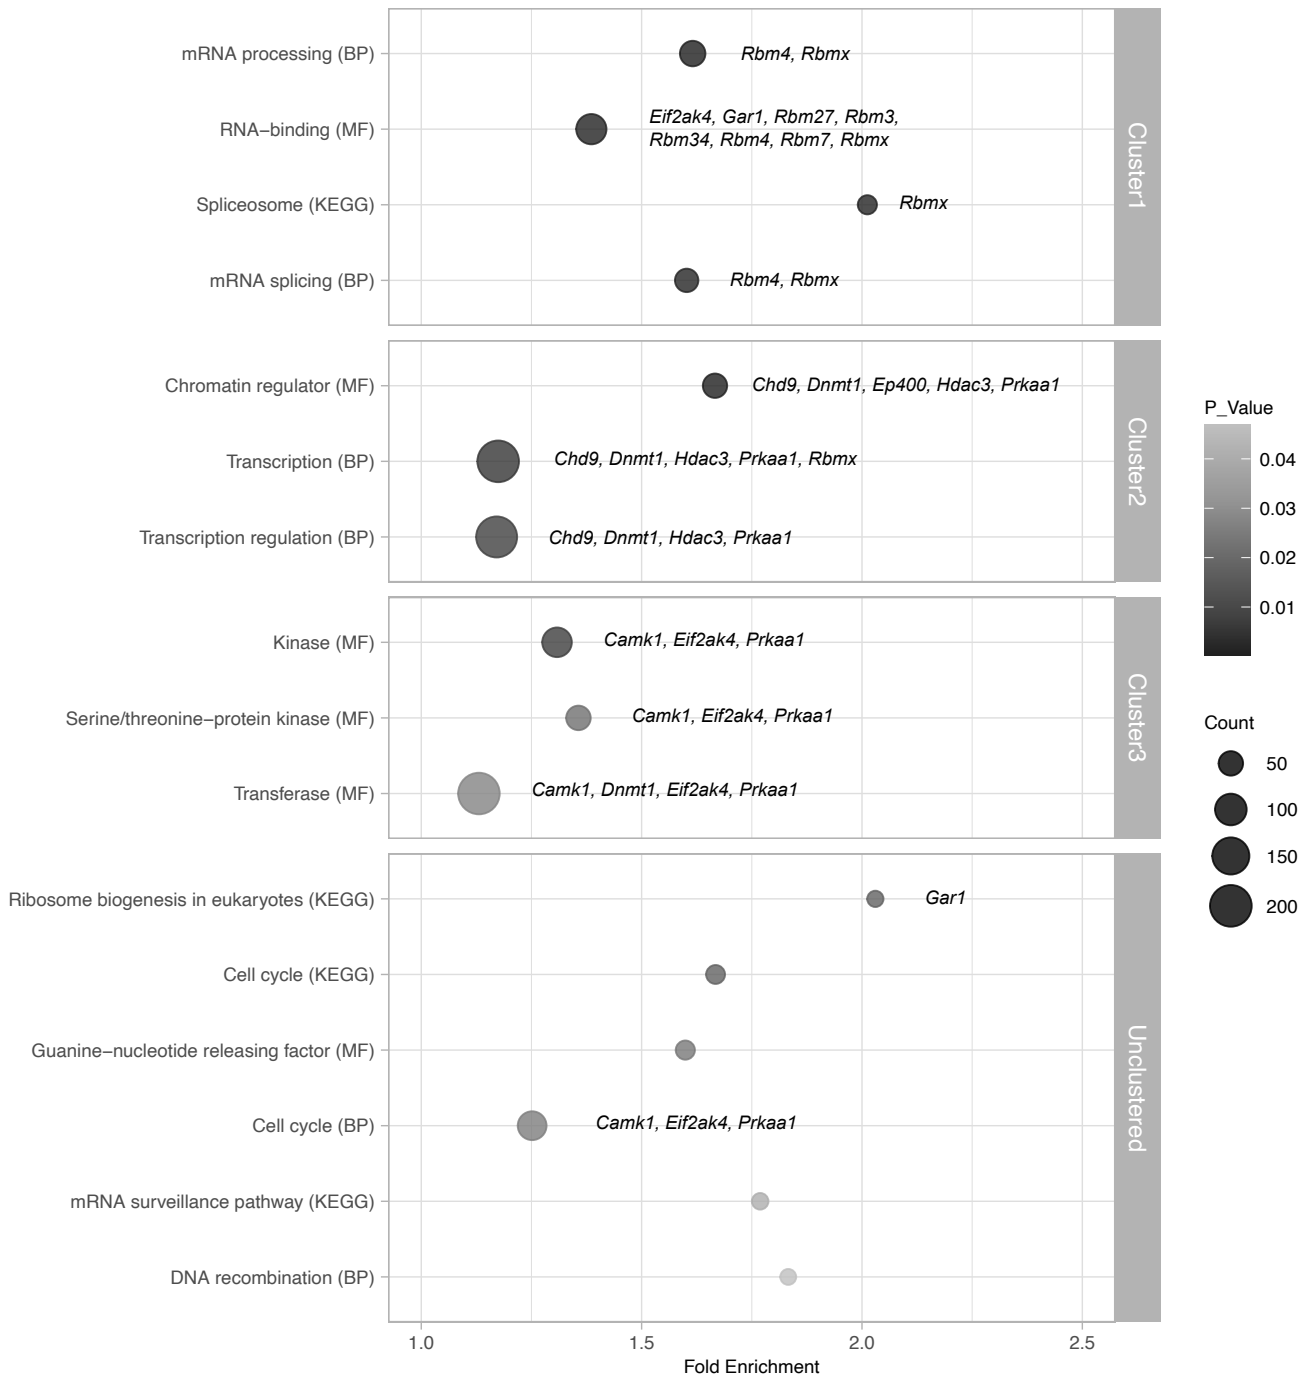 mRNA processing (BP)
Rbm4, Rbmx
RNA−binding (MF)
Eif2ak4, Gar1, Rbm27, Rbm3,
Rbm34, Rbm4, Rbm7, Rbmx
Spliceosome (KEGG)
Rbmx
mRNA splicing (BP)
Rbm4, Rbmx
Cluster1
Chromatin regulator (MF)
Chd9, Dnmt1, Ep400, Hdac3, Prkaa1
Transcription (BP)
Chd9, Dnmt1, Hdac3, Prkaa1, Rbmx
Transcription regulation (BP)
Chd9, Dnmt1, Hdac3, Prkaa1
Cluster2
Kinase (MF)
Camk1, Eif2ak4, Prkaa1
Serine/threonine−protein kinase (MF)
Camk1, Eif2ak4, Prkaa1
Transferase (MF)
Camk1, Dnmt1, Eif2ak4, Prkaa1
Cluster3
Ribosome biogenesis in eukaryotes (KEGG)
Gar1
Cell cycle (KEGG)
Guanine−nucleotide releasing factor (MF)
Cell cycle (BP)
Camk1, Eif2ak4, Prkaa1
mRNA surveillance pathway (KEGG)
DNA recombination (BP)
Unclustered
1.0 1.5 2.0 2.5
Fold Enrichment
P_Value
0.04
0.03
0.02
0.01
Count
50
100
150
200